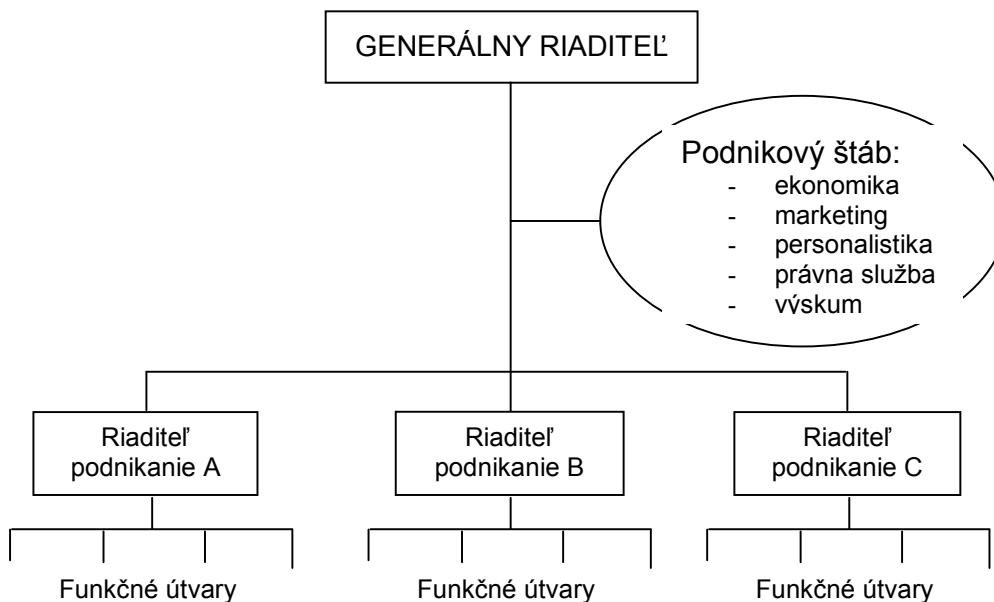 GENERÁLNY RIADITEĽ
Podnikový štáb:
- ekonomika
- marketing
- personalistika
- právna služba
- výskum
Riaditeľ
podnikanie A
Riaditeľ
podnikanie B
Riaditeľ
podnikanie C
Funkčné útvary
Funkčné útvary
Funkčné útvary